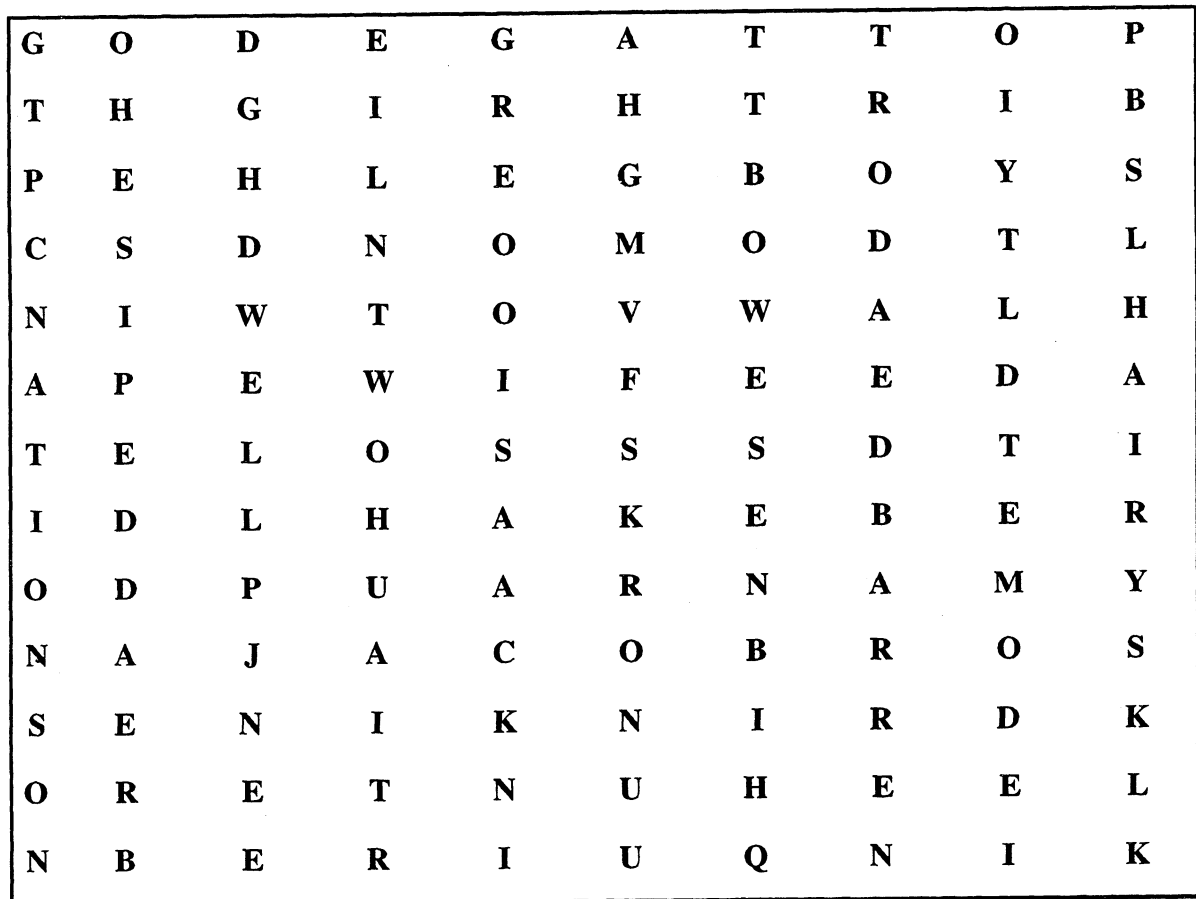 G O D E G A T T O P
T H G I R H T R I B
P E H L E G B O Y S
C S D N O M O D T L
N I W T O V W A L H
A P E W I F E E D A
T E L O S S S D T I
I D L H A K E B E R
O D P U A R N A M Y
N A J A C O B R O S
S E N I K N I R D K
O R E T N U H E E L
N B E R I U Q N I K